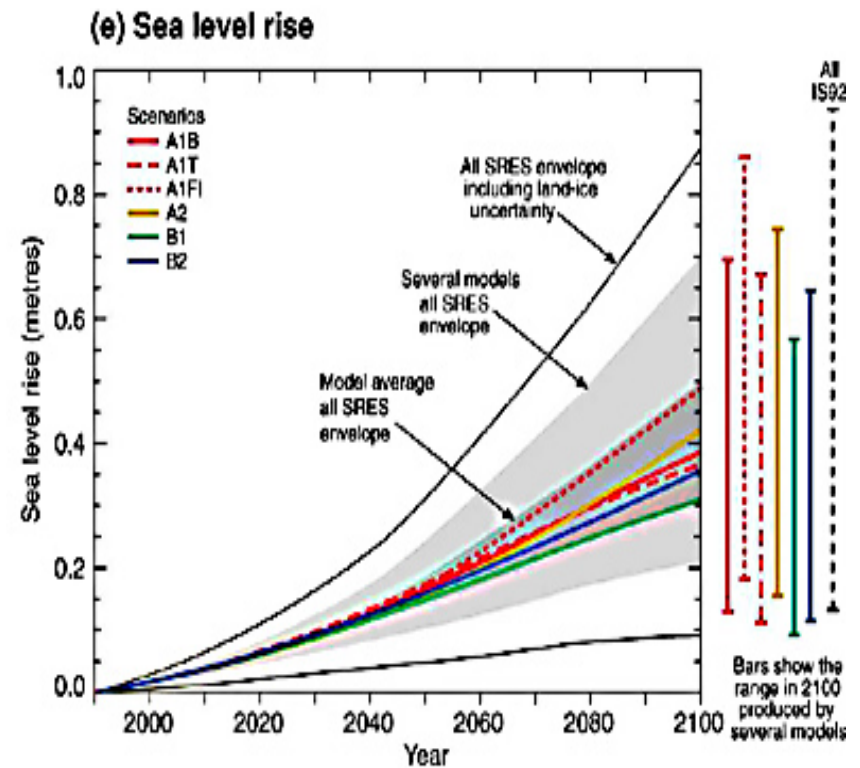 (e) Sea level rise
All
IS92
1.0
0.8
0.6
0.4
0.2
0.0
Sea level rise (metres)
Scenarios
A1B
A1T
A1FI
A2
B1
B2
All SRES envelope
including land-ice
uncertainty
Several models
all SRES
envelope
Model average
all SRES
envelope
2000 2020 2040 2060 2080 2100
Year
Bars show the
range in 2100
produced by
several models